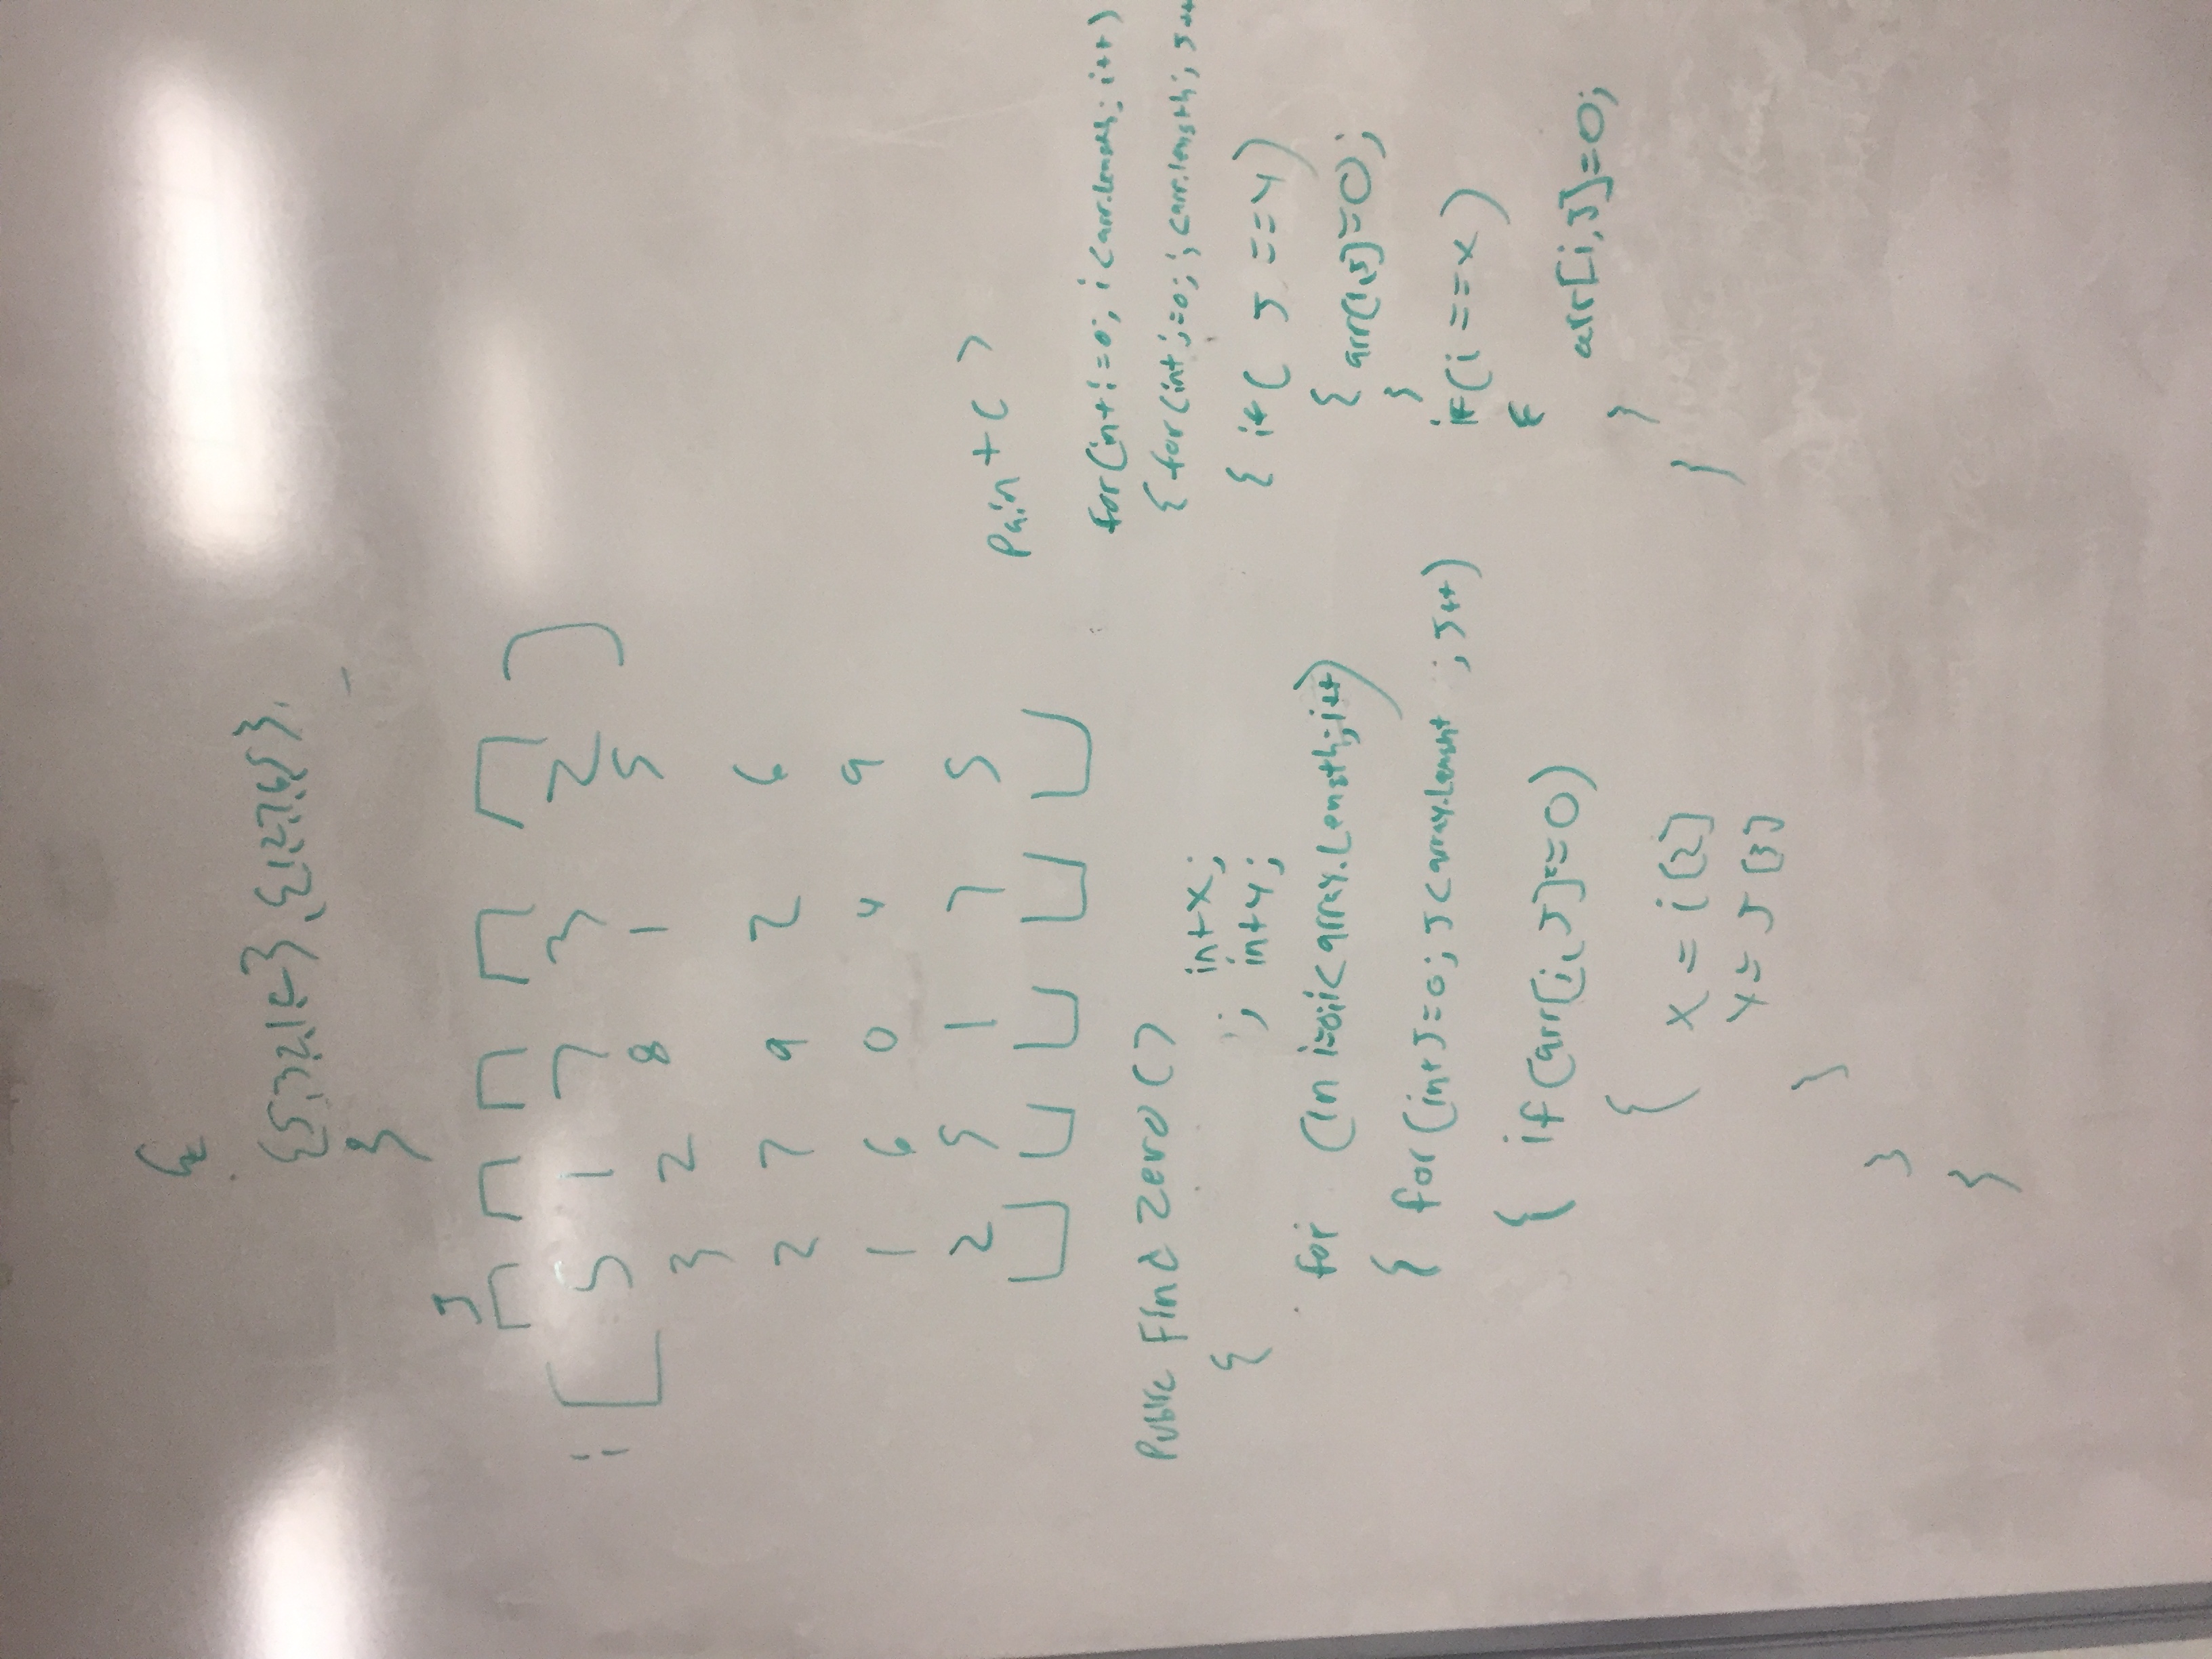 {
{5,3,2,1,2}, {1,2,7,6,5},
}
J
i [ 5 1 7 3 2 ]
3 2 8 1 5
2 7 9 2 6
1 6 0 4 9
2 5 1 7 5
Public Find Zero()
{ ; int x;
int y;
for (in i=0;i<array.Length;i++)
{ for(int J=0; J<array.Lenght ; J++)
{ if(arr[i, J]==0)
{
x = i[2]
y = J[3]
}
}
}
Paint()
for(int i=0; i<arr.length; i++)
{ for(int j=0; j<arr.length; J++
{ if( J ==y)
{ arr[i,J]=0;
}
if(i ==x)
{
arr[i,J]=0;
}
}